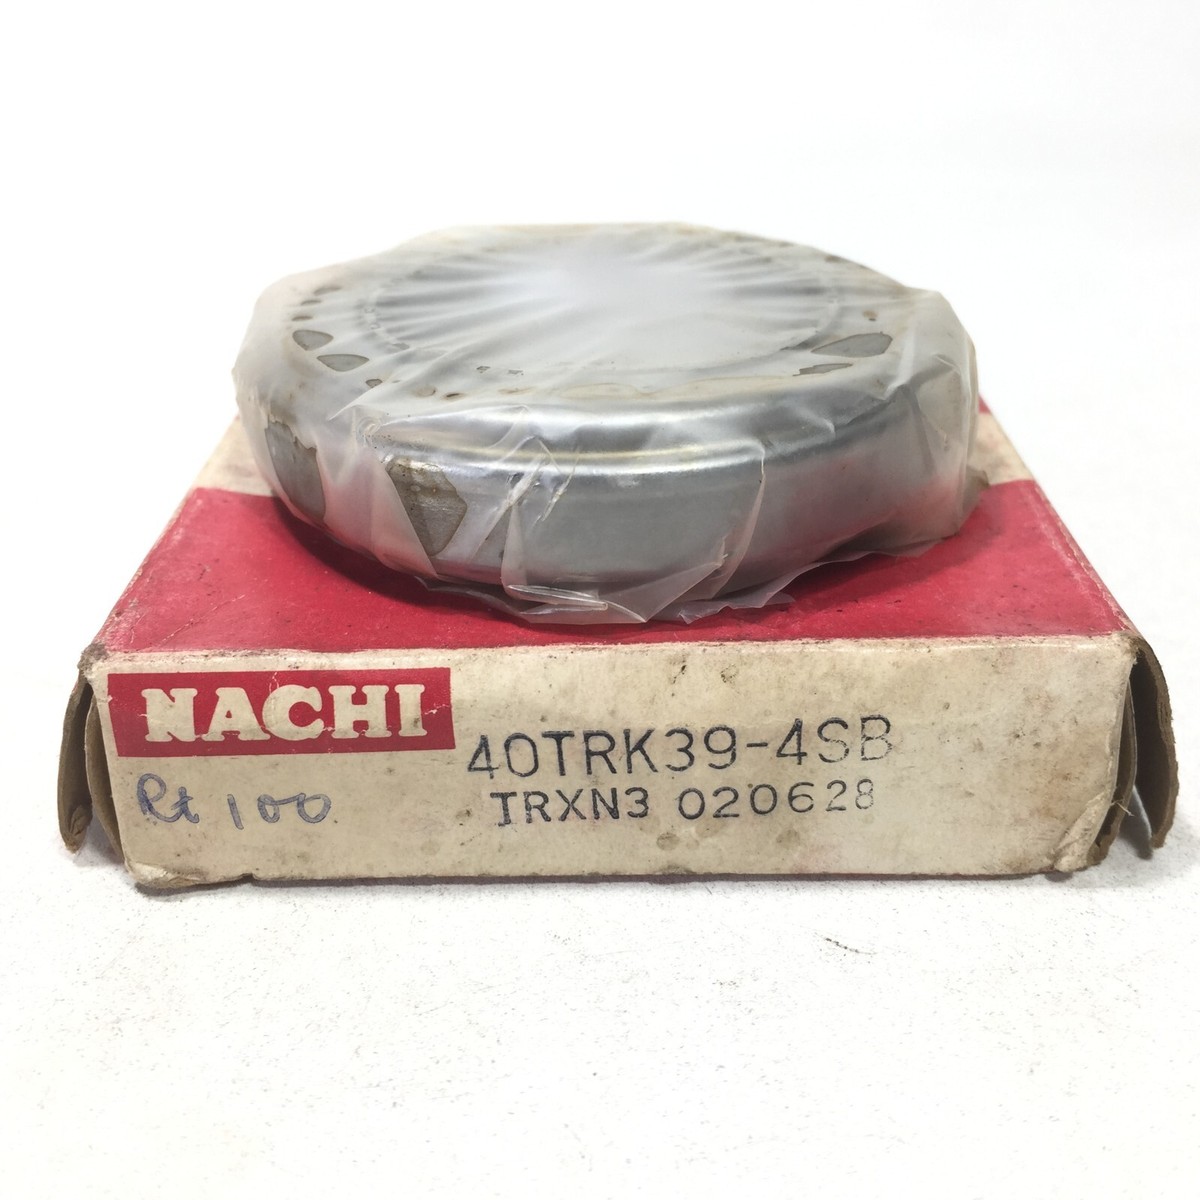 NACHI
40TRK39-4SB
TRXN3 020628
Rt 100